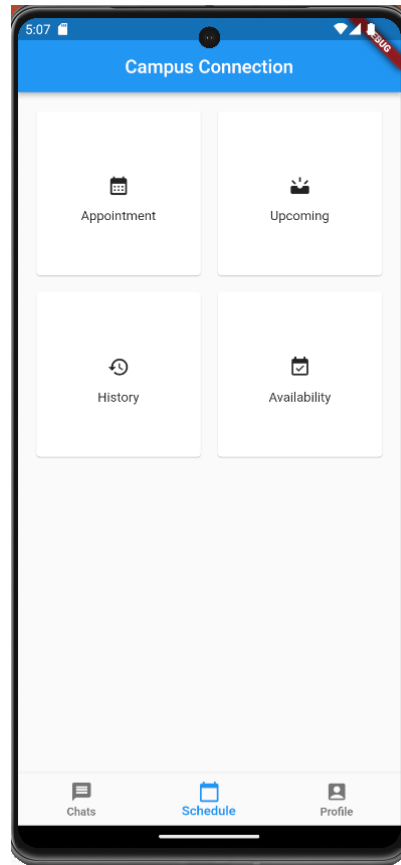 5:07
DEBUG
Campus Connection
Appointment Upcoming
History Availability
Chats Schedule Profile